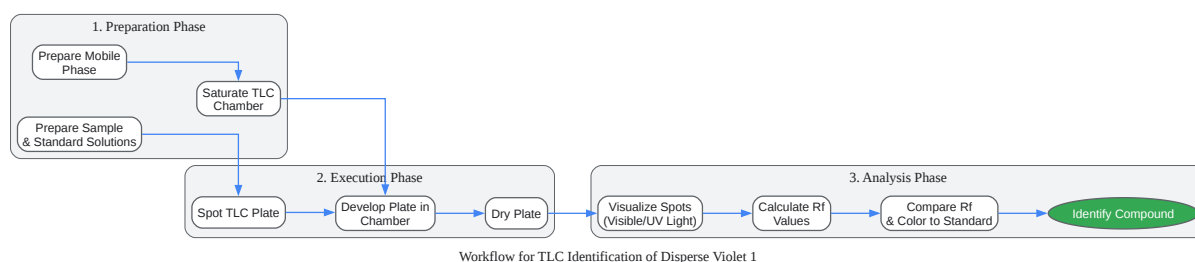 1. Preparation Phase
Prepare Mobile
Phase
Saturate TLC
Chamber
Prepare Sample
& Standard Solutions
2. Execution Phase
Spot TLC Plate
Develop Plate in
Chamber
Dry Plate
3. Analysis Phase
Visualize Spots
(Visible/UV Light)
Calculate Rf
Values
Compare Rf
& Color to Standard
Identify Compound
Workflow for TLC Identification of Disperse Violet 1